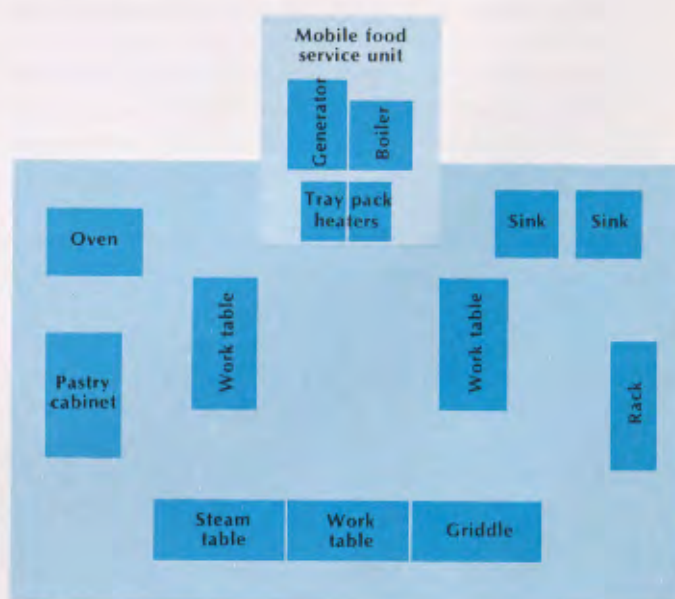 Mobile food
service unit
Generator
Boiler
Tray pack
heaters
Oven
Sink
Sink
Work table
Work table
Pastry
cabinet
Rack
Steam
table
Work
table
Griddle